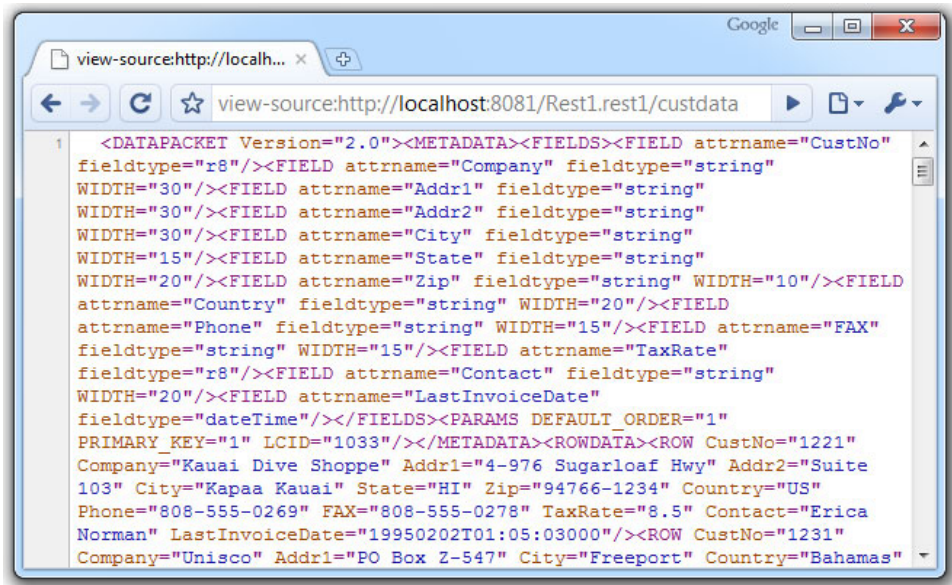 Google
view-source:http://localh...
view-source:http://localhost:8081/Rest1.rest1/custdata
1
<DATAPACKET Version="2.0"><METADATA><FIELDS><FIELD attrname="CustNo"
fieldtype="r8"/><FIELD attrname="Company" fieldtype="string"
WIDTH="30"/><FIELD attrname="Addr1" fieldtype="string"
WIDTH="30"/><FIELD attrname="Addr2" fieldtype="string"
WIDTH="30"/><FIELD attrname="City" fieldtype="string"
WIDTH="15"/><FIELD attrname="State" fieldtype="string"
WIDTH="20"/><FIELD attrname="Zip" fieldtype="string" WIDTH="10"/><FIELD
attrname="Country" fieldtype="string" WIDTH="20"/><FIELD
attrname="Phone" fieldtype="string" WIDTH="15"/><FIELD attrname="FAX"
fieldtype="string" WIDTH="15"/><FIELD attrname="TaxRate"
fieldtype="r8"/><FIELD attrname="Contact" fieldtype="string"
WIDTH="20"/><FIELD attrname="LastInvoiceDate"
fieldtype="dateTime"/></FIELDS><PARAMS DEFAULT_ORDER="1"
PRIMARY_KEY="1" LCID="1033"/></METADATA><ROWDATA><ROW CustNo="1221"
Company="Kauai Dive Shoppe" Addr1="4-976 Sugarloaf Hwy" Addr2="Suite
103" City="Kapaa Kauai" State="HI" Zip="94766-1234" Country="US"
Phone="808-555-0269" FAX="808-555-0278" TaxRate="8.5" Contact="Erica
Norman" LastInvoiceDate="19950202T01:05:03000"/><ROW CustNo="1231"
Company="Unisco" Addr1="PO Box Z-547" City="Freeport" Country="Bahamas"